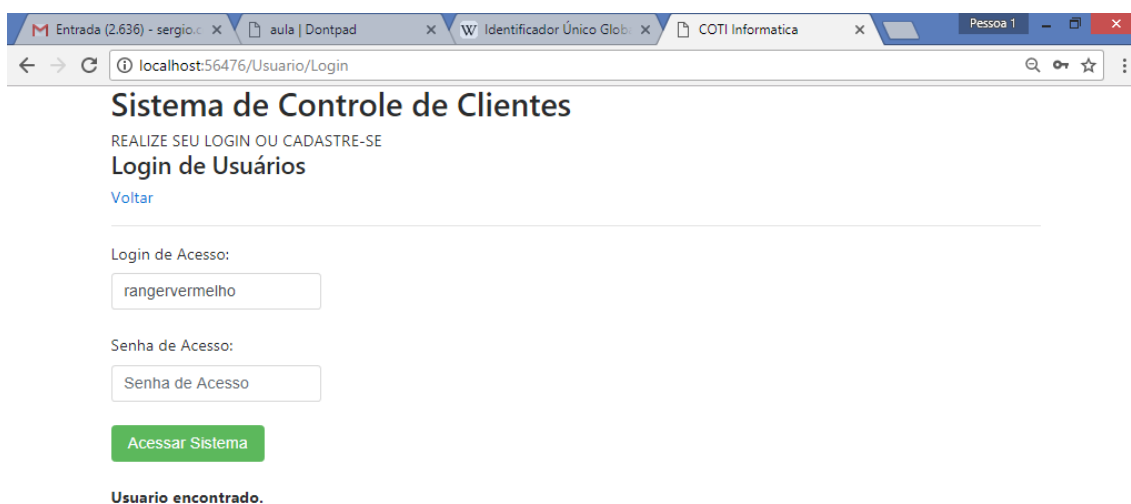 Entrada (2.636) - sergio.c
aula | Dontpad
W Identificador Único Glob
COTI Informatica
Pessoa 1
localhost:56476/Usuario/Login
Sistema de Controle de Clientes
REALIZE SEU LOGIN OU CADASTRE-SE
Login de Usuários
Voltar
Login de Acesso:
rangervermelho
Senha de Acesso:
Senha de Acesso
Acessar Sistema
Usuario encontrado.